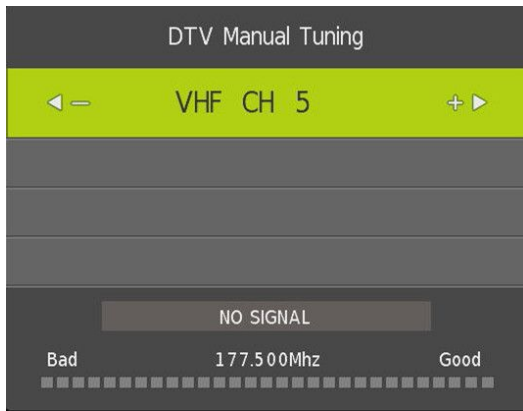 DTV Manual Tuning
VHF CH 5
NO SIGNAL
Bad 177.500Mhz Good